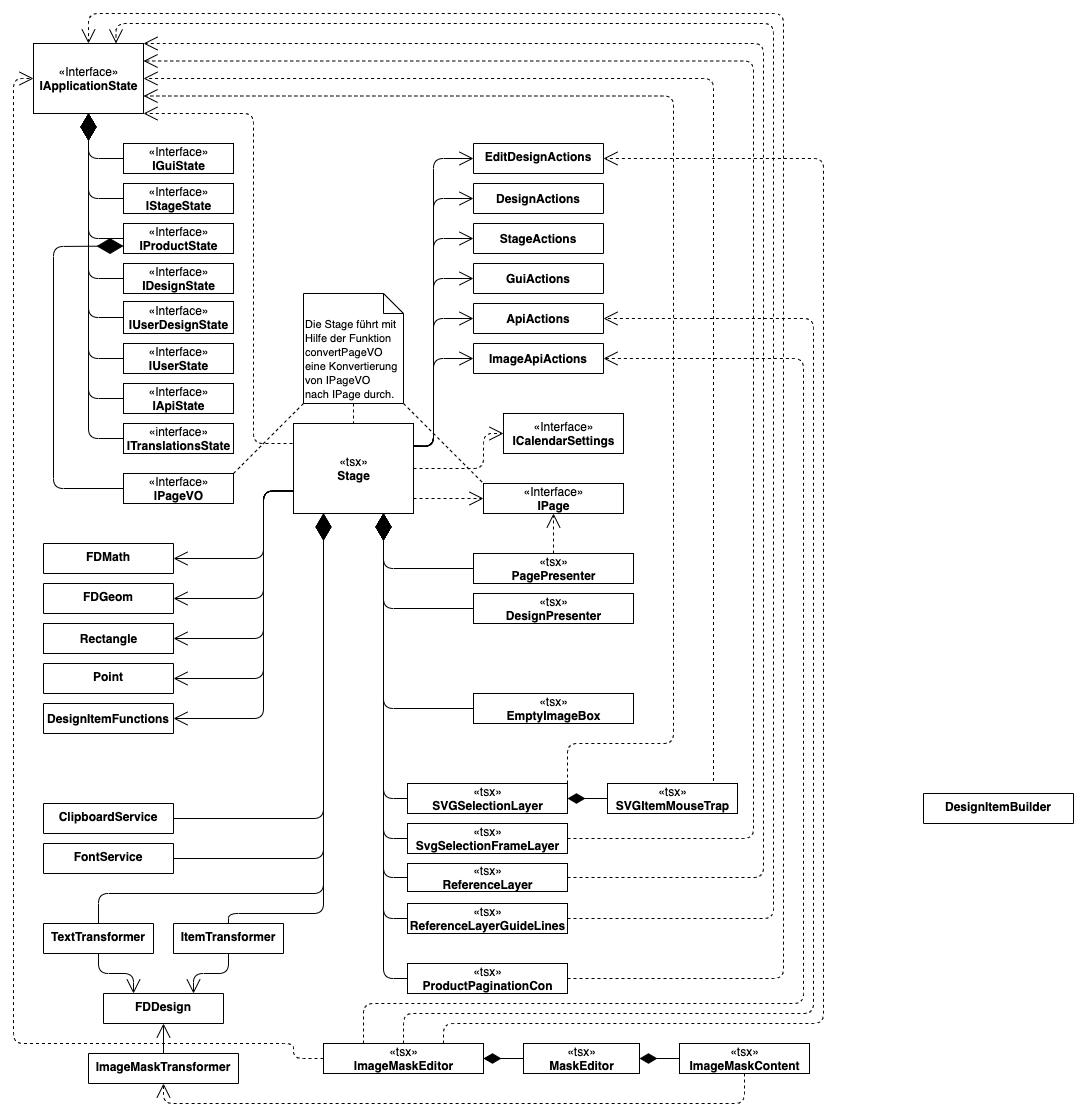 «Interface»
IApplicationState
«Interface»
IGuiState
«Interface»
IStageState
«Interface»
IProductState
«Interface»
IDesignState
«Interface»
IUserDesignState
«Interface»
IUserState
«Interface»
IApiState
«interface»
ITranslationsState
«Interface»
IPageVO
EditDesignActions
DesignActions
StageActions
GuiActions
ApiActions
ImageApiActions
Die Stage führt mit
Hilfe der Funktion
convertPageVO
eine Konvertierung
von IPageVO
nach IPage durch.
«tsx»
Stage
«Interface»
ICalendarSettings
«Interface»
IPage
FDMath
FDGeom
Rectangle
Point
DesignItemFunctions
«tsx»
PagePresenter
«tsx»
DesignPresenter
«tsx»
EmptyImageBox
«tsx»
SVGSelectionLayer
«tsx»
SVGItemMouseTrap
DesignItemBuilder
«tsx»
SvgSelectionFrameLayer
«tsx»
ReferenceLayer
«tsx»
ReferenceLayerGuideLines
«tsx»
ProductPaginationCon
ClipboardService
FontService
TextTransformer
ItemTransformer
FDDesign
ImageMaskTransformer
«tsx»
ImageMaskEditor
«tsx»
MaskEditor
«tsx»
ImageMaskContent